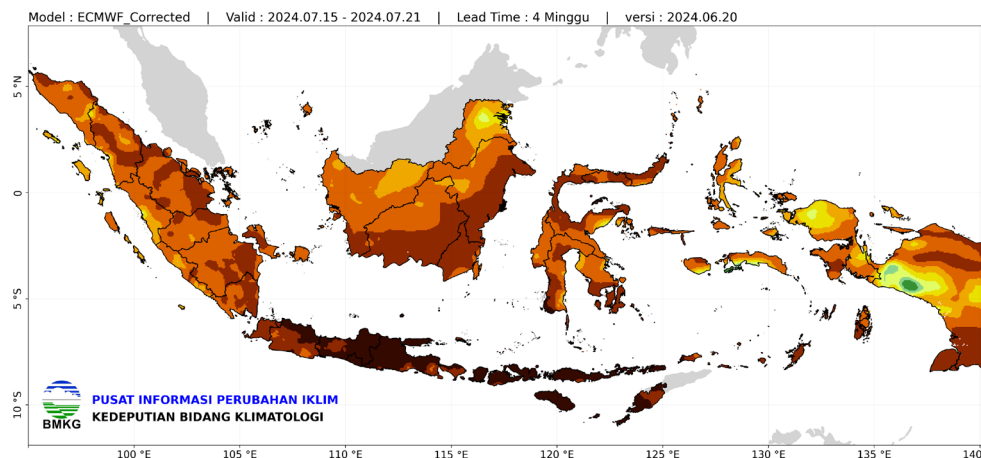 Model : ECMWF_Corrected | Valid : 2024.07.15 - 2024.07.21 | Lead Time : 4 Minggu | versi : 2024.06.20
5 °N
0
5 °S
10 °S
BMKG
PUSAT INFORMASI PERUBAHAN IKLIM
KEDEPUTIAN BIDANG KLIMATOLOGI
100 °E 105 °E 110 °E 115 °E 120 °E 125 °E 130 °E 135 °E 140